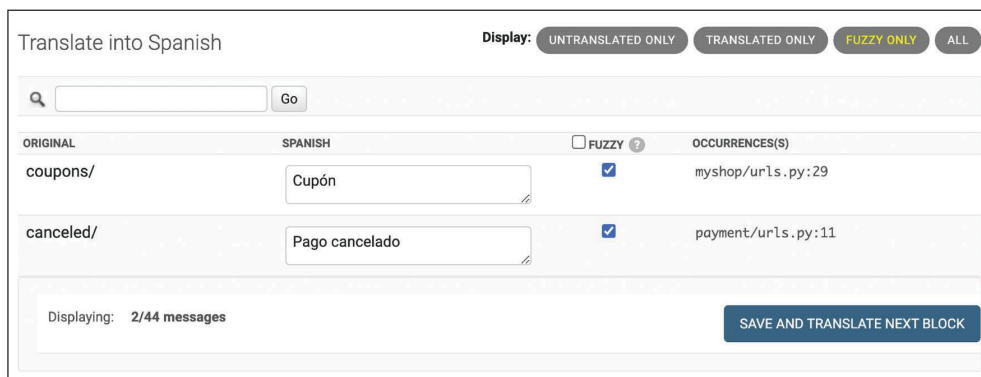 Translate into Spanish Display: UNTRANSLATED ONLY TRANSLATED ONLY FUZZY ONLY ALL
Go
ORIGINAL SPANISH FUZZY ? OCCURRENCES(S)
coupons/ Cupón myshop/urls.py:29
canceled/ Pago cancelado payment/urls.py:11
Displaying: 2/44 messages SAVE AND TRANSLATE NEXT BLOCK